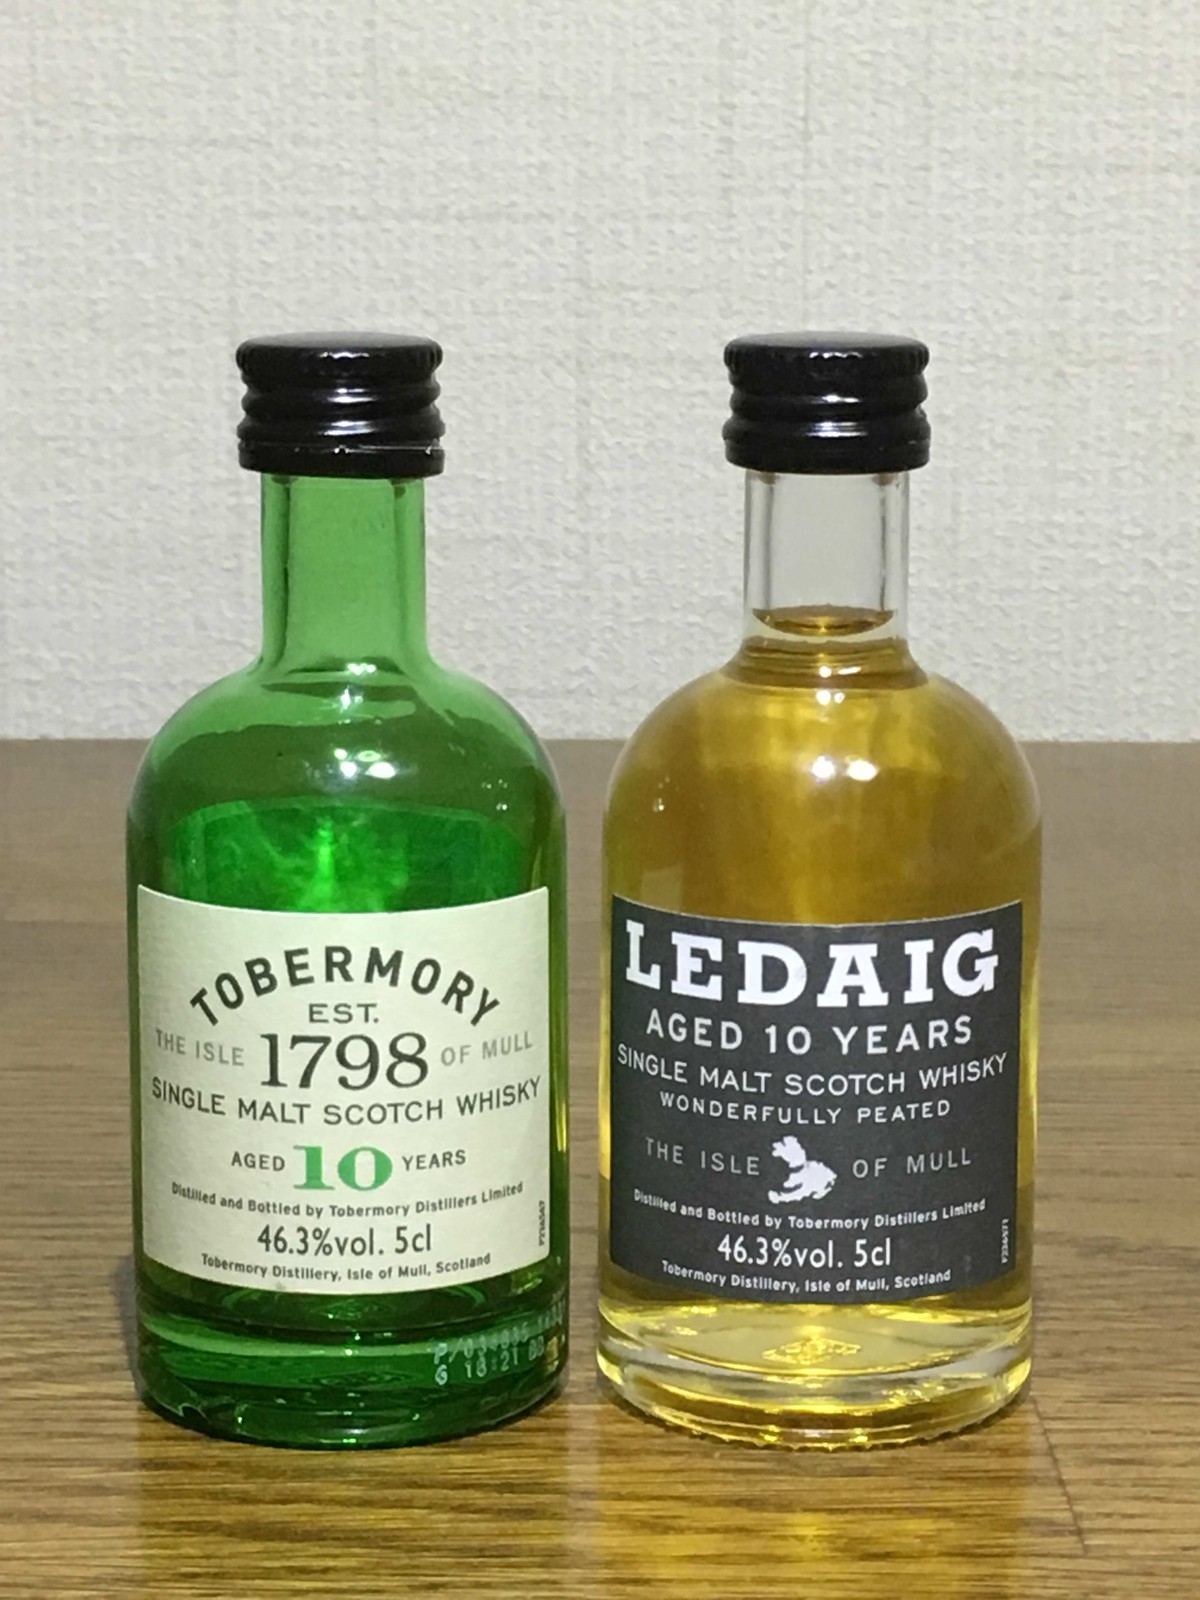 TOBERMORY
EST.
THE ISLE 1798 OF MULL
SINGLE MALT SCOTCH WHISKY
AGED 10 YEARS
Distilled and Bottled by Tobermory Distillers Limited
46.3%vol. 5cl
Tobermory Distillery, Isle of Mull, Scotland
LEDAIG
AGED 10 YEARS
SINGLE MALT SCOTCH WHISKY
WONDERFULLY PEATED
THE ISLE OF MULL
Distilled and Bottled by Tobermory Distillers Limited
46.3%vol. 5cl
Tobermory Distillery, Isle of Mull, Scotland